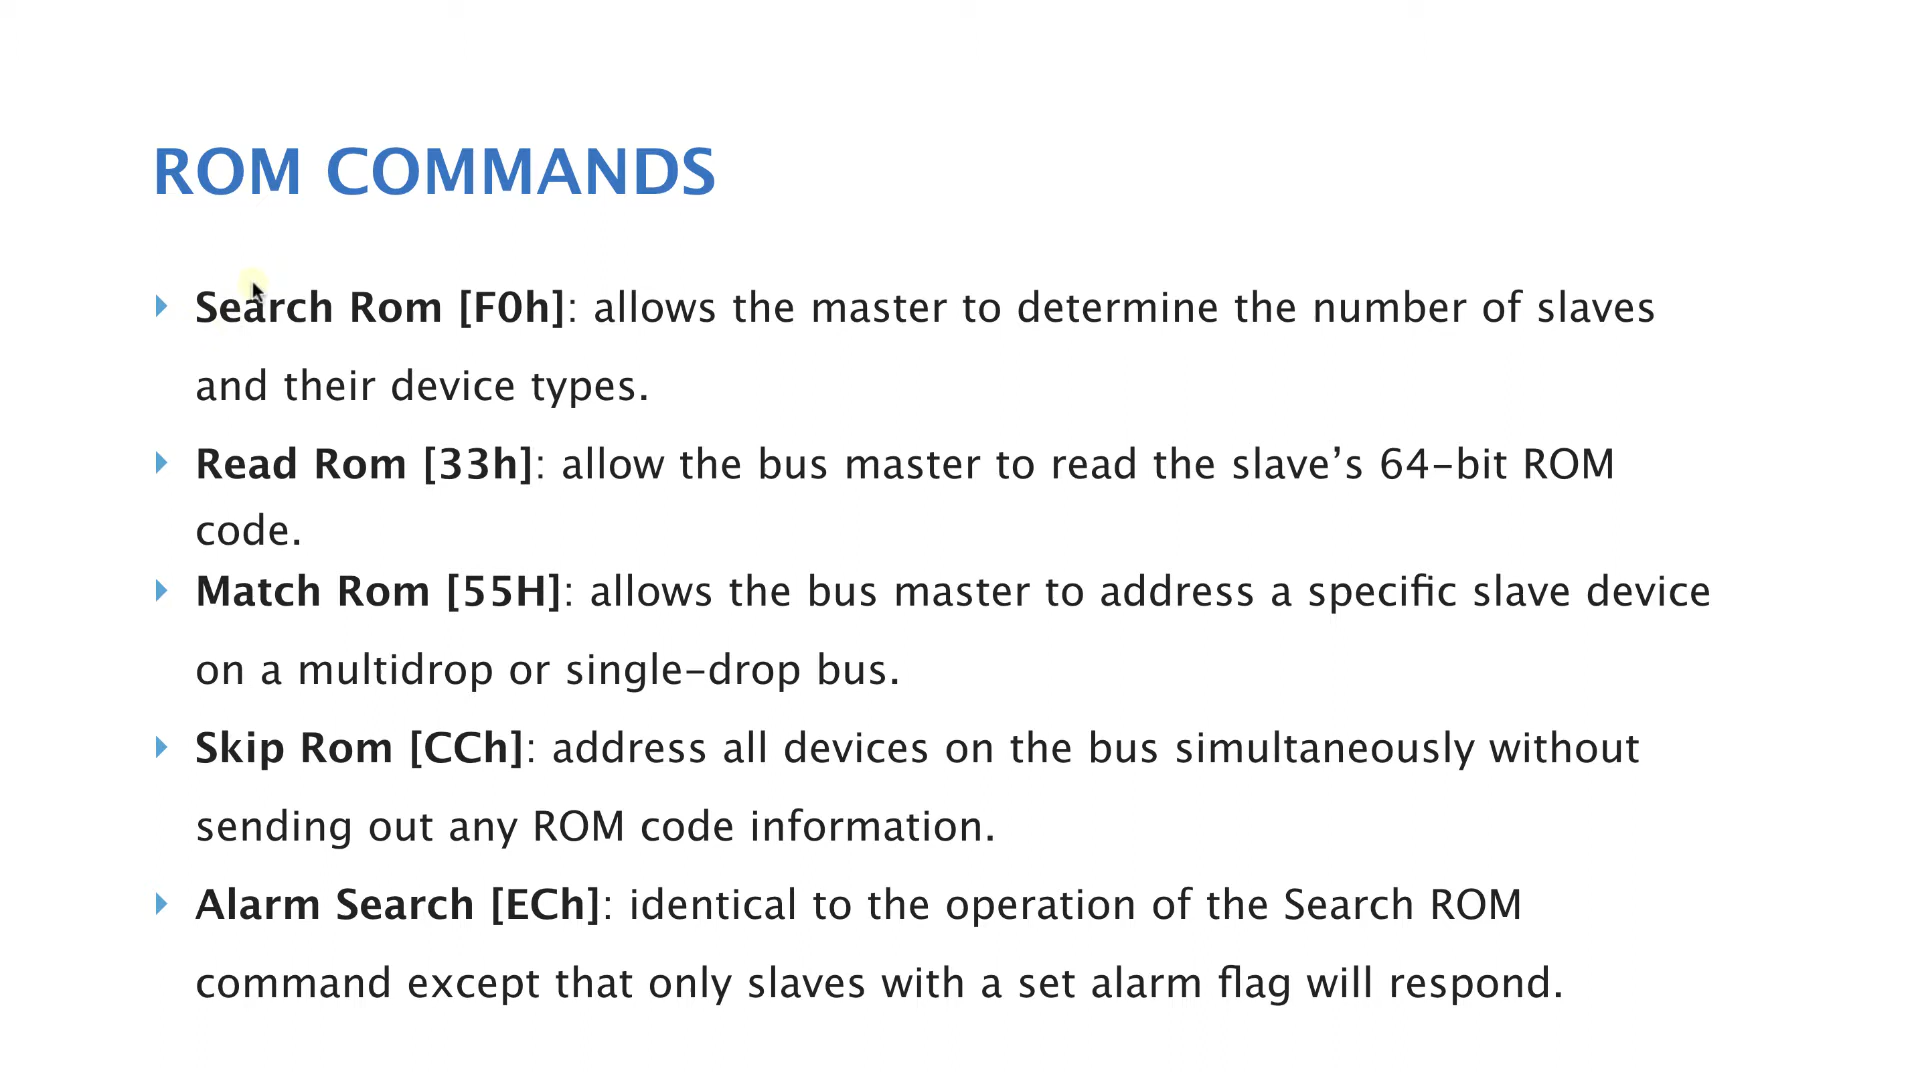 ROM COMMANDS
Search Rom [F0h]: allows the master to determine the number of slaves
and their device types.
Read Rom [33h]: allow the bus master to read the slave’s 64-bit ROM
code.
Match Rom [55H]: allows the bus master to address a specific slave device
on a multidrop or single-drop bus.
Skip Rom [CCh]: address all devices on the bus simultaneously without
sending out any ROM code information.
Alarm Search [ECh]: identical to the operation of the Search ROM
command except that only slaves with a set alarm flag will respond.